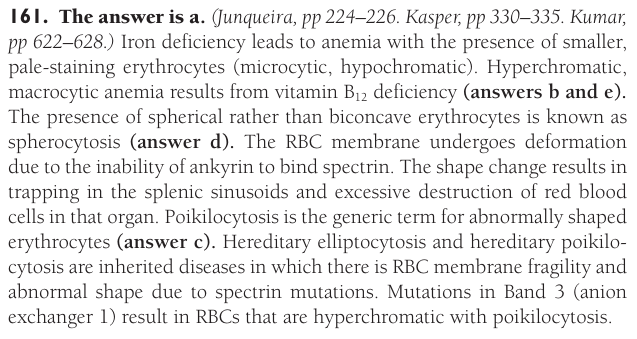 161. The answer is a. (Junqueira, pp 224–226. Kasper, pp 330–335. Kumar,
pp 622–628.) Iron deficiency leads to anemia with the presence of smaller,
pale-staining erythrocytes (microcytic, hypochromatic). Hyperchromatic,
macrocytic anemia results from vitamin B12 deficiency (answers b and e).
The presence of spherical rather than biconcave erythrocytes is known as
spherocytosis (answer d). The RBC membrane undergoes deformation
due to the inability of ankyrin to bind spectrin. The shape change results in
trapping in the splenic sinusoids and excessive destruction of red blood
cells in that organ. Poikilocytosis is the generic term for abnormally shaped
erythrocytes (answer c). Hereditary elliptocytosis and hereditary poikilo-
cytosis are inherited diseases in which there is RBC membrane fragility and
abnormal shape due to spectrin mutations. Mutations in Band 3 (anion
exchanger 1) result in RBCs that are hyperchromatic with poikilocytosis.